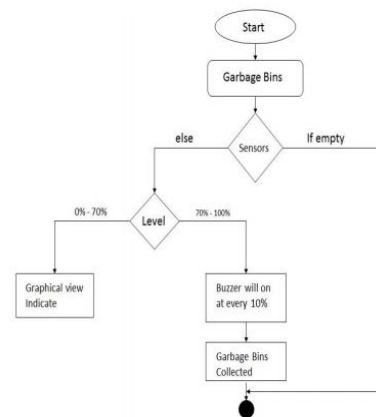 Start
Garbage Bins
Sensors
else
If empty
Level
0% - 70%
70% - 100%
Graphical view
Indicate
Buzzer will on
at every 10%
Garbage Bins
Collected